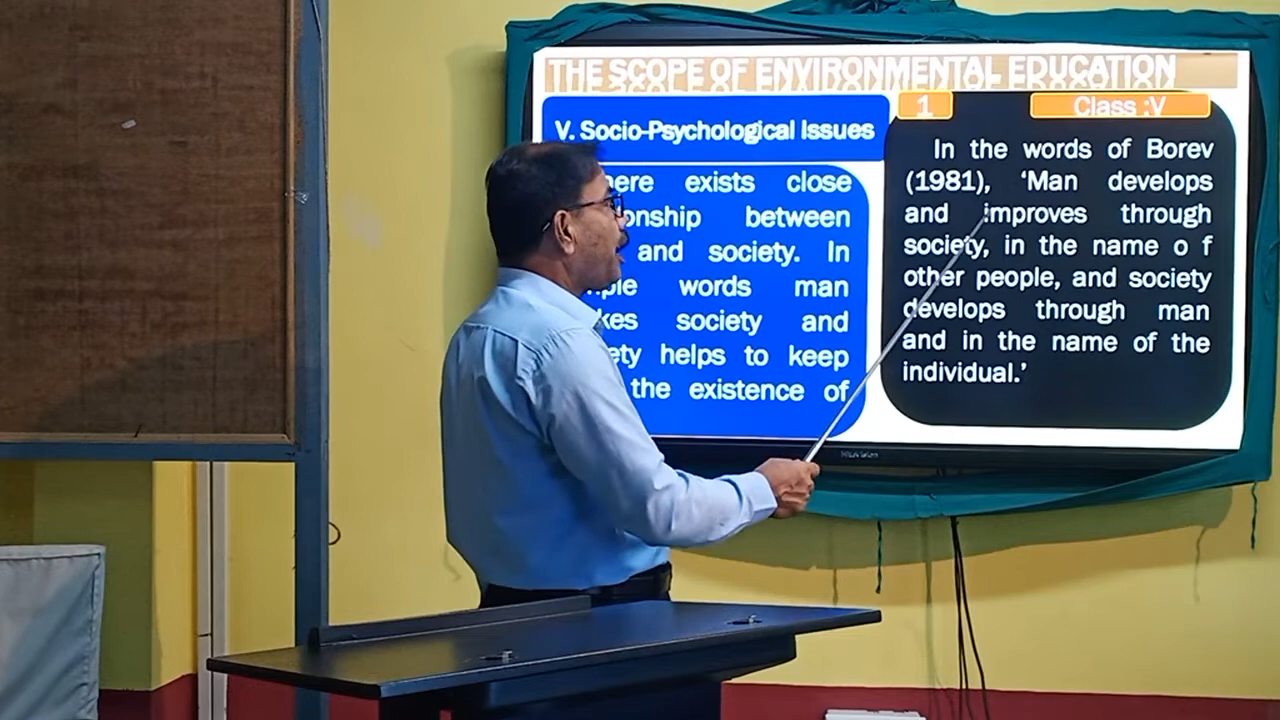 THE SCOPE OF ENVIRONMENTAL EDUCATION
V. Socio-Psychological Issues
exists close
between
and society. In
words man
society and
helps to keep
the existence of
1
Class :V
In the words of Borev
(1981), ‘Man develops
and improves through
society, in the name o f
other people, and society
develops through man
and in the name of the
individual.’